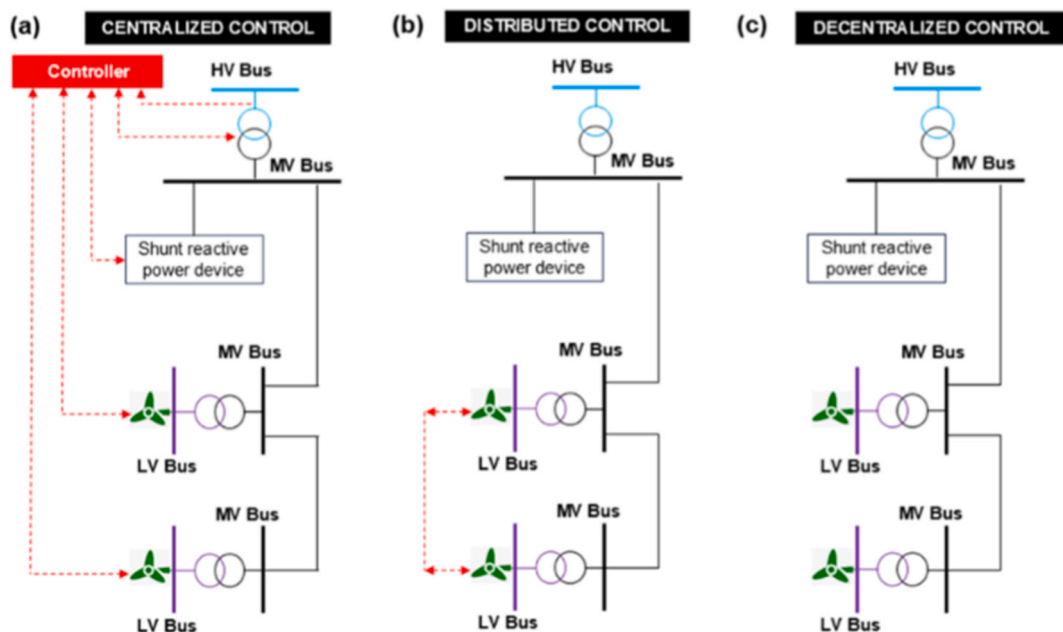 (a) CENTRALIZED CONTROL
Controller
HV Bus
MV Bus
Shunt reactive
power device
MV Bus
LV Bus
MV Bus
LV Bus
(b) DISTRIBUTED CONTROL
HV Bus
MV Bus
Shunt reactive
power device
MV Bus
LV Bus
MV Bus
LV Bus
(c) DECENTRALIZED CONTROL
HV Bus
MV Bus
Shunt reactive
power device
MV Bus
LV Bus
MV Bus
LV Bus